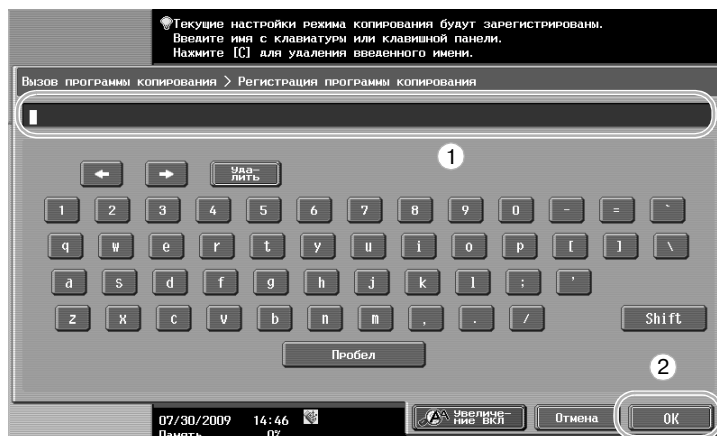 Текущие настройки режима копирования будут зарегистрированы.
Введите имя с клавиатуры или клавишной панели.
Нажмите [C] для удаления введенного имени.
Вызов программы копирования > Регистрация программы копирования
1
← → Уда-
лить
1 2 3 4 5 6 7 8 9 0 - = `
q w e r t y u i o p [ ] \
a s d f g h j k l ; '
z x c v b n m , . / Shift
Пробел
2
07/30/2009 14:46 Увеличе-
ние вкл Отмена OK
Память 0%